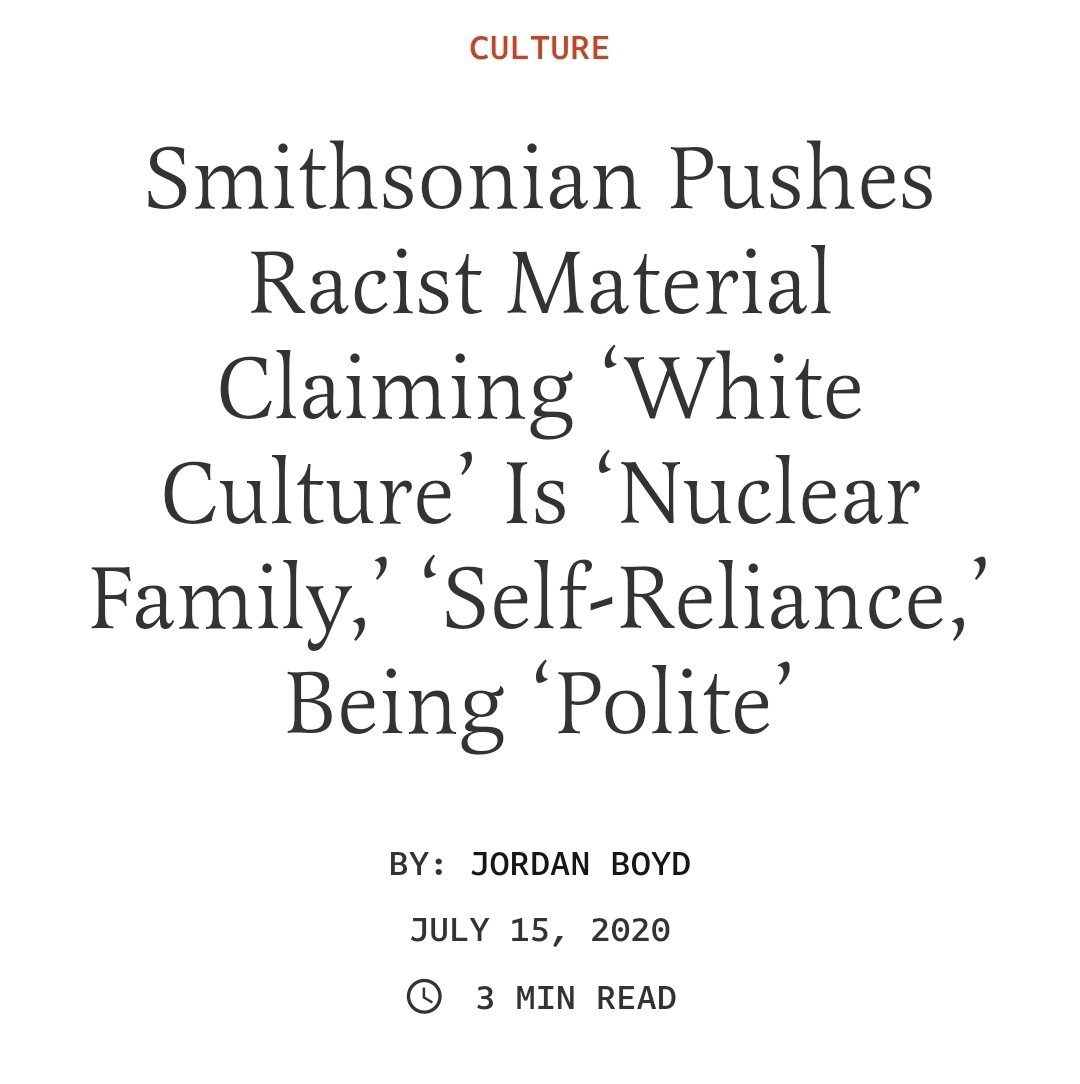 CULTURE
Smithsonian Pushes
Racist Material
Claiming ‘White
Culture’ Is ‘Nuclear
Family,’ ‘Self-Reliance,’
Being ‘Polite’
BY: JORDAN BOYD
JULY 15, 2020
3 MIN READ